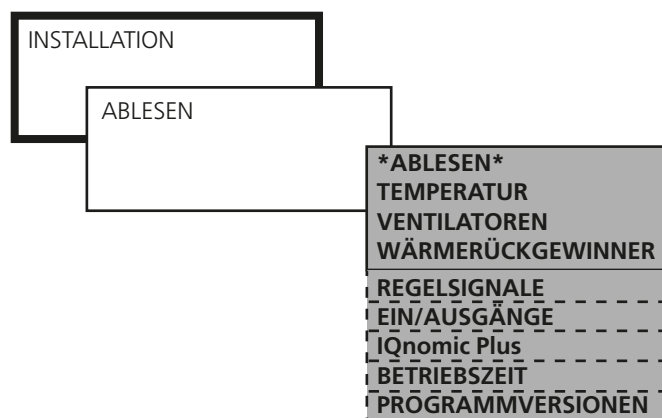 INSTALLATION
ABLESEN
*ABLESEN*
TEMPERATUR
VENTILATOREN
WÄRMERÜCKGEWINNER
REGELSIGNALE
EIN/AUSGÄNGE
IQnomic Plus
BETRIEBSZEIT
PROGRAMMVERSIONEN